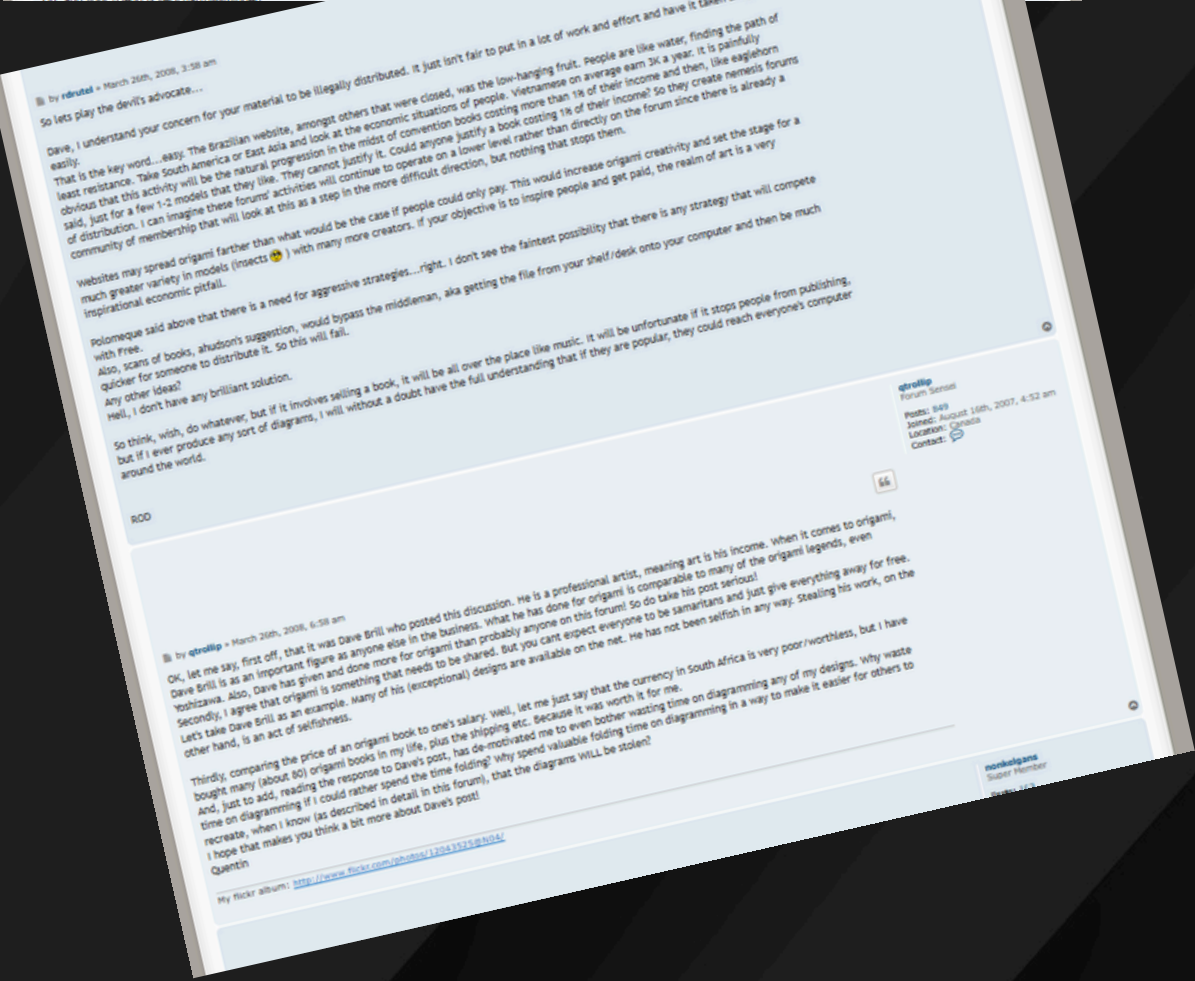 by rdrutel » March 26th, 2008, 3:58 am
So lets play the devil's advocate...
Dave, I understand your concern for your material to be illegally distributed. It just isn't fair to put in a lot of work and effort and have it taken
easily.
That is the key word...easy. The Brazilian website, amongst others that were closed, was the low-hanging fruit. People are like water, finding the path of
least resistance. Take South America or East Asia and look at the economic situations of people. Vietnamese on average earn 3K a year. It is painfully
obvious that this activity will be the natural progression in the midst of convention books costing more than 1% of their income and then, like eaglehorn
said, just for a few 1-2 models that they like. They cannot justify it. Could anyone justify a book costing 1% of their income? So they create nemesis forums
of distribution. I can imagine these forums' activities will continue to operate on a lower level rather than directly on the forum since there is already a
community of membership that will look at this as a step in the more difficult direction, but nothing that stops them.
Websites may spread origami farther than what would be the case if people could only pay. This would increase origami creativity and set the stage for a
much greater variety in models (insects ) with many more creators. If your objective is to inspire people and get paid, the realm of art is a very
inspirational economic pitfall.
Polomeque said above that there is a need for aggressive strategies...right. I don't see the faintest possibility that there is any strategy that will compete
with Free.
Also, scans of books, ahudson's suggestion, would bypass the middleman, aka getting the file from your shelf/desk onto your computer and then be much
quicker for someone to distribute it. So this will fail.
Any other ideas?
Hell, I don't have any brilliant solution.
So think, wish, do whatever, but if it involves selling a book, it will be all over the place like music. It will be unfortunate if it stops people from publishing,
but if I ever produce any sort of diagrams, I will without a doubt have the full understanding that if they are popular, they could reach everyone's computer
around the world.
ROD
qtrollip
Forum Sensei
Posts: 849
Joined: August 16th, 2007, 4:52 am
Location: Canada
Contact:
by qtrollip » March 26th, 2008, 6:58 am
OK, let me say, first off, that it was Dave Brill who posted this discussion. He is a professional artist, meaning art is his income. When it comes to origami,
Dave Brill is as an important figure as anyone else in the business. What he has done for origami is comparable to many of the origami legends, even
Yoshizawa. Also, Dave has given and done more for origami than probably anyone on this forum! So do take his post serious!
Secondly, I agree that origami is something that needs to be shared. But you cant expect everyone to be samaritans and just give everything away for free.
Let's take Dave Brill as an example. Many of his (exceptional) designs are available on the net. He has not been selfish in any way. Stealing his work, on the
other hand, is an act of selfishness.
Thirdly, comparing the price of an origami book to one's salary. Well, let me just say that the currency in South Africa is very poor/worthless, but I have
bought many (about 80) origami books in my life, plus the shipping etc. Because it was worth it for me.
And, just to add, reading the response to Dave's post, has de-motivated me to even bother wasting time on diagramming any of my designs. Why waste
time on diagramming if I could rather spend the time folding? Why spend valuable folding time on diagramming in a way to make it easier for others to
recreate, when I know (as described in detail in this forum), that the diagrams WILL be stolen?
I hope that makes you think a bit more about Dave's post!
Quentin
My flickr album: http://www.flickr.com/photos/12043525@N04/
nonkelgans
Super Member
Posts: